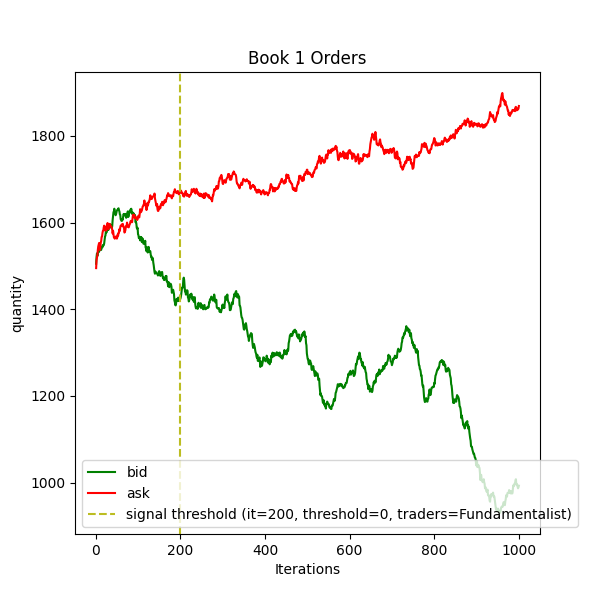 Book 1 Orders
quantity
1800
1600
1400
1200
1000
bid
ask
signal threshold (it=200, threshold=0, traders=Fundamentalist)
0 200 400 600 800 1000
Iterations